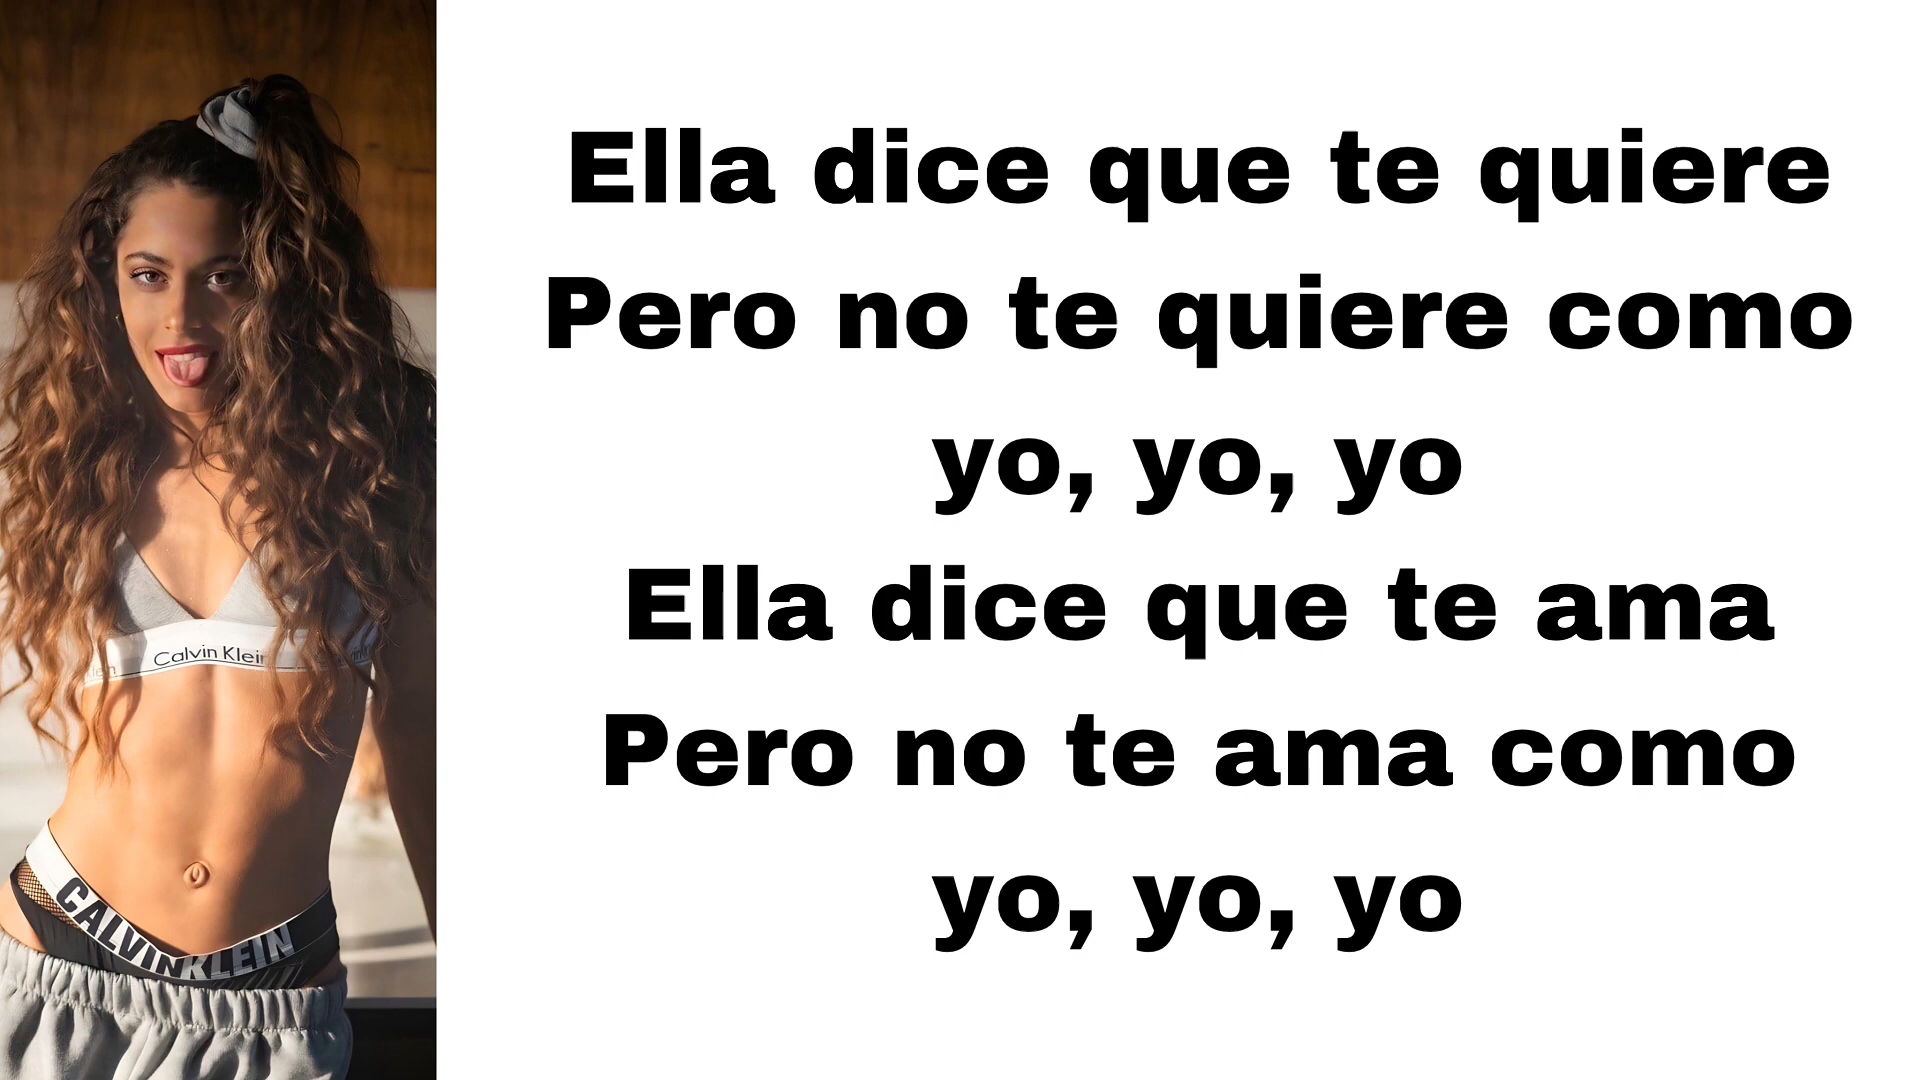 Ella dice que te quiere
Pero no te quiere como
yo, yo, yo
Ella dice que te ama
Pero no te ama como
yo, yo, yo
Calvin Klein
CALVIN KLEIN